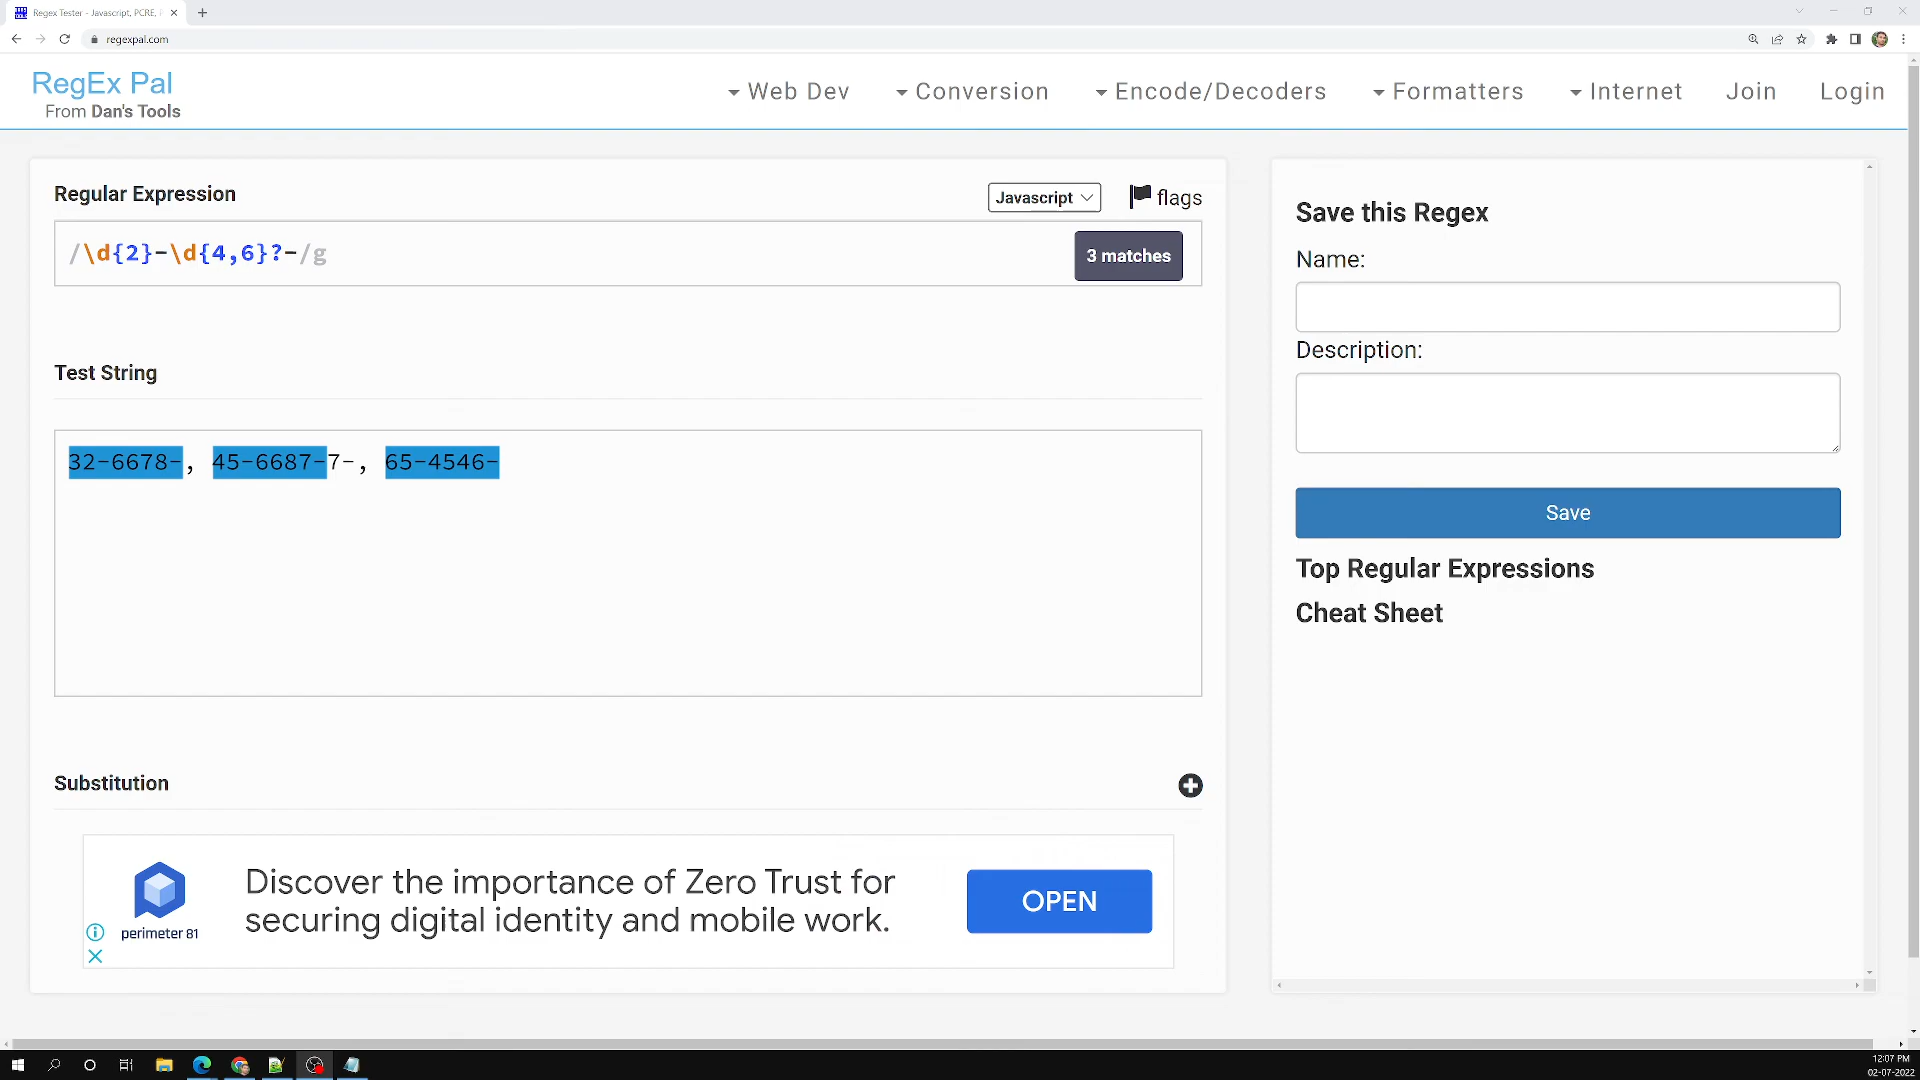 Regex Tester - Javascript, PCRE,
regexpal.com
RegEx Pal
From Dan's Tools
Web Dev
Conversion
Encode/Decoders
Formatters
Internet
Join
Login
Regular Expression
Javascript
flags
/\d{2}-\d{4,6}?-/g
3 matches
Test String
32-6678-, 45-6687-7-, 65-4546-
Substitution
perimeter 81
Discover the importance of Zero Trust for
securing digital identity and mobile work.
OPEN
Save this Regex
Name:
Description:
Save
Top Regular Expressions
Cheat Sheet
12:07 PM
02-07-2022